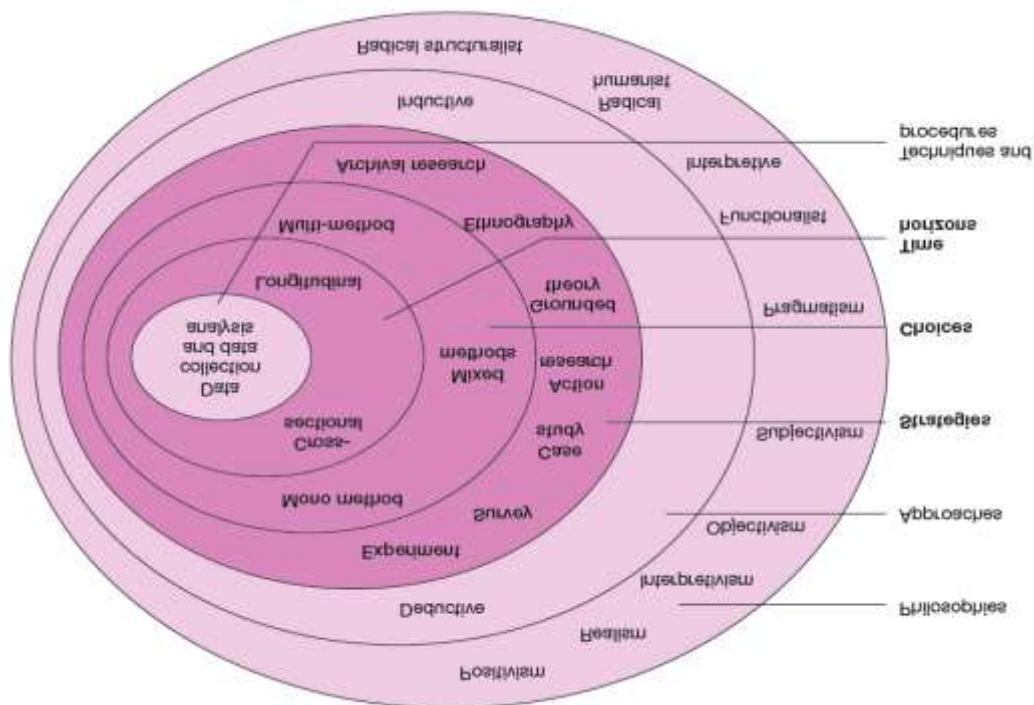 Positivism
Realism
Deductive
Interpretivism
Philosophies
Experiment
Objectivism
Survey
Approaches
Mono method
Cross-
sectional
Case
study
Subjectivism
Strategies
Data
collection
and data
analysis
Mixed
methods
Action
research
Choices
Pragmatism
Grounded
theory
Longitudinal
Time
horizons
Multi-method
Ethnography
Functionalist
Interpretive
Techniques and
procedures
Archival research
Inductive
Radical
humanist
Radical structuralist